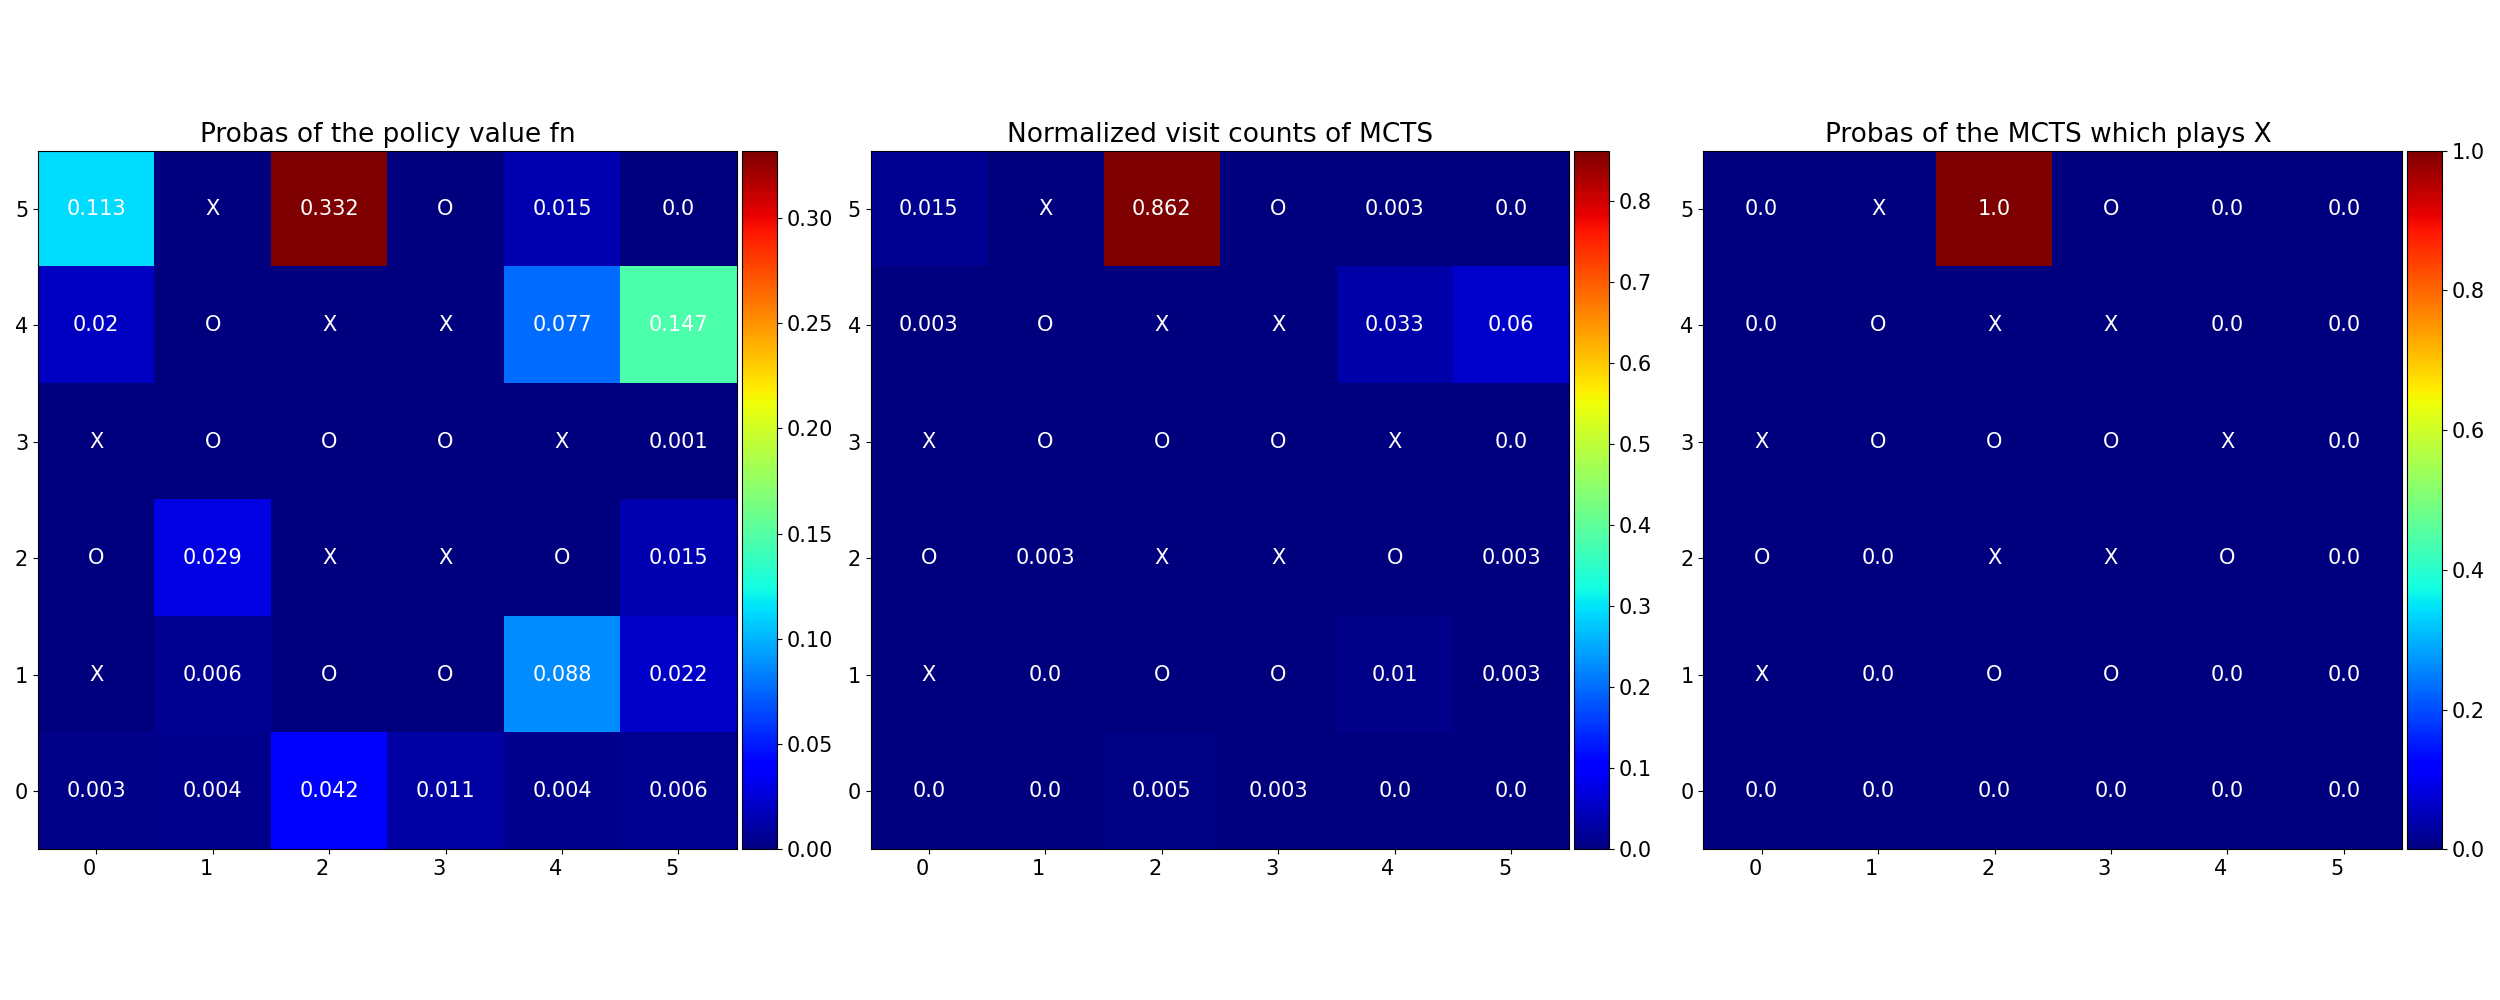 Probas of the policy value fn
5 0.113 X 0.332 O 0.015 0.0
4 0.02 O X X 0.077 0.147
3 X O O O X 0.001
2 O 0.029 X X O 0.015
1 X 0.006 O O 0.088 0.022
0 0.003 0.004 0.042 0.011 0.004 0.006
0 1 2 3 4 5
0.30
0.25
0.20
0.15
0.10
0.05
0.00
Normalized visit counts of MCTS
5 0.015 X 0.862 O 0.003 0.0
4 0.003 O X X 0.033 0.06
3 X O O O X 0.0
2 O 0.003 X X O 0.003
1 X 0.0 O O 0.01 0.003
0 0.0 0.0 0.005 0.003 0.0 0.0
0 1 2 3 4 5
0.8
0.7
0.6
0.5
0.4
0.3
0.2
0.1
0.0
Probas of the MCTS which plays X
5 0.0 X 1.0 O 0.0 0.0
4 0.0 O X X 0.0 0.0
3 X O O O X 0.0
2 O 0.0 X X O 0.0
1 X 0.0 O O 0.0 0.0
0 0.0 0.0 0.0 0.0 0.0 0.0
0 1 2 3 4 5
1.0
0.8
0.6
0.4
0.2
0.0